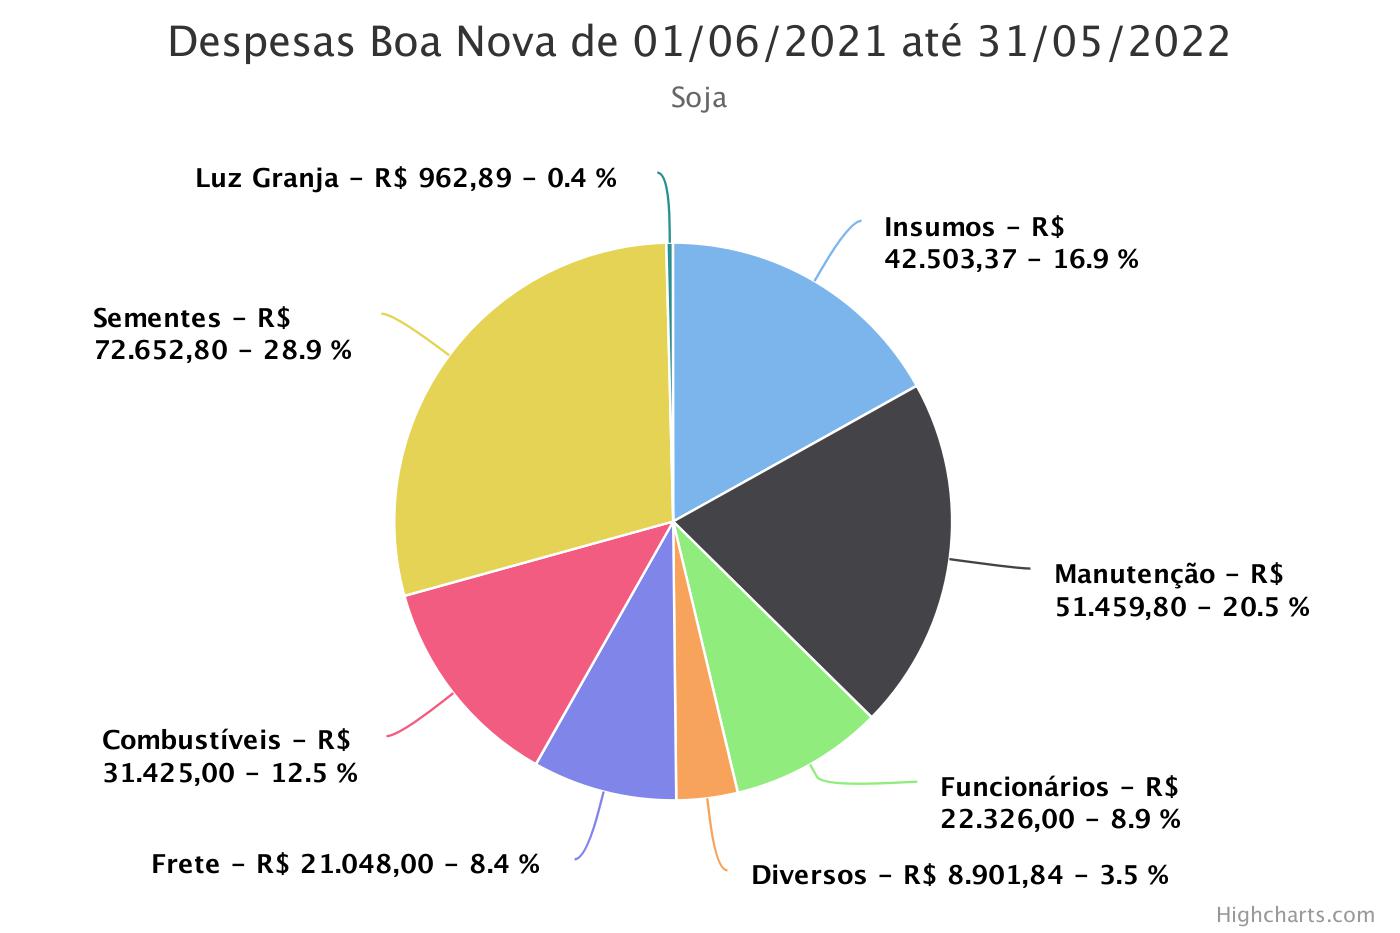 Despesas Boa Nova de 01/06/2021 até 31/05/2022
Soja
Luz Granja – R$ 962,89 – 0.4 %
Insumos – R$
42.503,37 – 16.9 %
Sementes – R$
72.652,80 – 28.9 %
Manutenção – R$
51.459,80 – 20.5 %
Combustíveis – R$
31.425,00 – 12.5 %
Funcionários – R$
22.326,00 – 8.9 %
Frete – R$ 21.048,00 – 8.4 %
Diversos – R$ 8.901,84 – 3.5 %
Highcharts.com